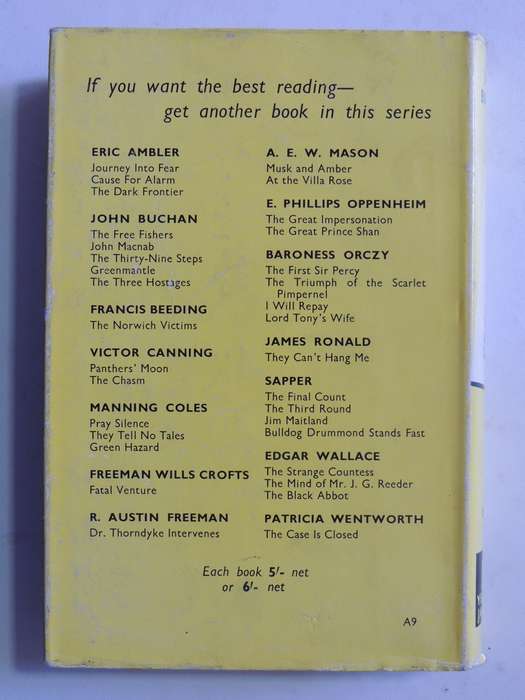 If you want the best reading—
get another book in this series
ERIC AMBLER
Journey Into Fear
Cause For Alarm
The Dark Frontier
JOHN BUCHAN
The Free Fishers
John Macnab
The Thirty-Nine Steps
Greenmantle
The Three Hostages
FRANCIS BEEDING
The Norwich Victims
VICTOR CANNING
Panthers' Moon
The Chasm
MANNING COLES
Pray Silence
They Tell No Tales
Green Hazard
FREEMAN WILLS CROFTS
Fatal Venture
R. AUSTIN FREEMAN
Dr. Thorndyke Intervenes
A. E. W. MASON
Musk and Amber
At the Villa Rose
E. PHILLIPS OPPENHEIM
The Great Impersonation
The Great Prince Shan
BARONESS ORCZY
The First Sir Percy
The Triumph of the Scarlet
Pimpernel
I Will Repay
Lord Tony's Wife
JAMES RONALD
They Can't Hang Me
SAPPER
The Final Count
The Third Round
Jim Maitland
Bulldog Drummond Stands Fast
EDGAR WALLACE
The Strange Countess
The Mind of Mr. J. G. Reeder
The Black Abbot
PATRICIA WENTWORTH
The Case Is Closed
Each book 5/- net
or 6/- net
A9